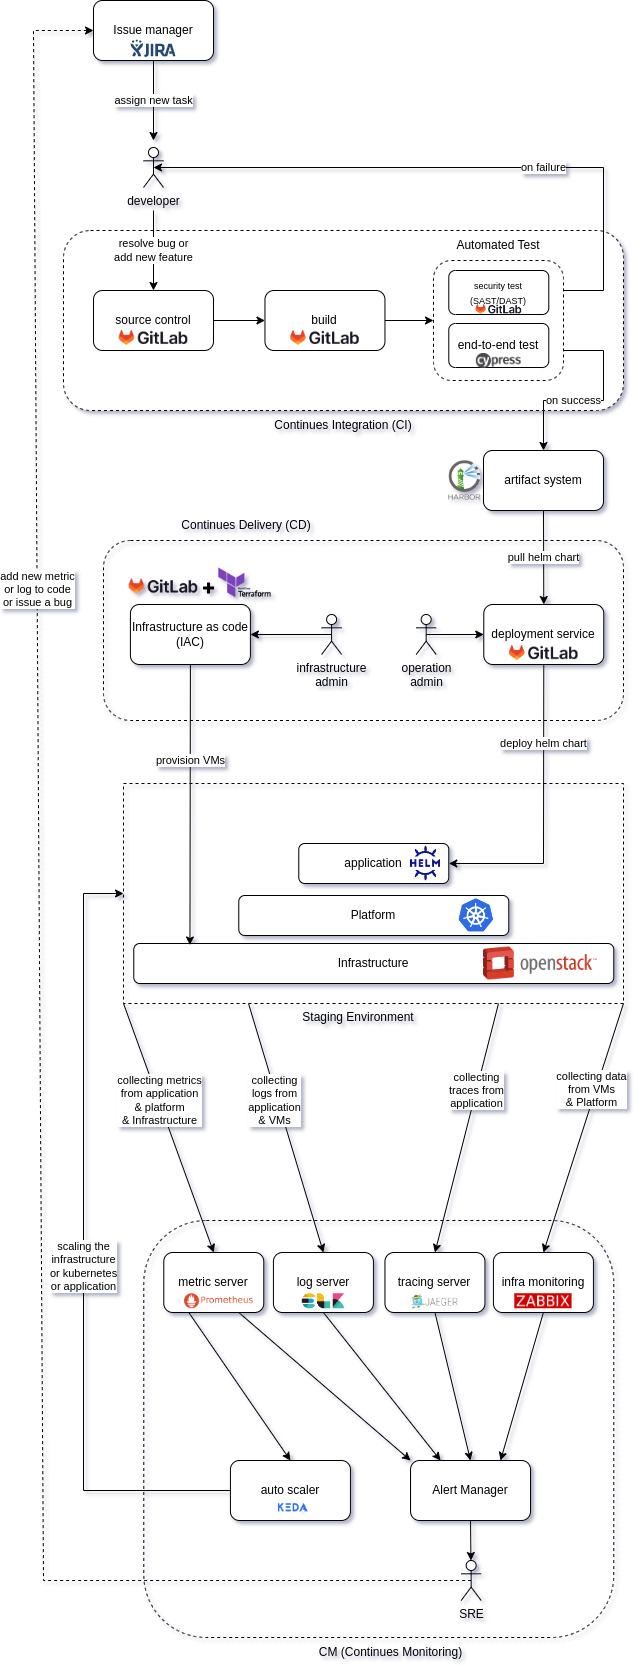 Issue manager
JIRA
assign new task
developer
on failure
resolve bug or
add new feature
Automated Test
security test
(SAST/DAST)
GitLab
source control
GitLab
build
GitLab
end-to-end test
cypress
on success
Continues Integration (CI)
artifact system
HARBOR
Continues Delivery (CD)
pull helm chart
add new metric
or log to code
or issue a bug
GitLab + Terraform
Infrastructure as code
(IAC)
infrastructure
admin
operation
admin
deployment service
GitLab
provision VMs
deploy helm chart
application
HELM
Platform
Infrastructure
openstack
Staging Environment
collecting metrics
from application
& platform
& Infrastructure
collecting
logs from
application
& VMs
collecting
traces from
application
collecting data
from VMs
& Platform
scaling the
infrastructure
or kubernetes
or application
metric server
Prometheus
log server
tracing server
JAEGER
infra monitoring
ZABBIX
auto scaler
KEDA
Alert Manager
SRE
CM (Continues Monitoring)